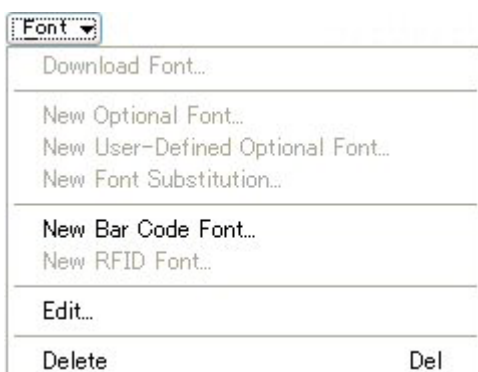 Font
Download Font...
New Optional Font...
New User-Defined Optional Font...
New Font Substitution...
New Bar Code Font...
New RFID Font...
Edit...
Delete Del